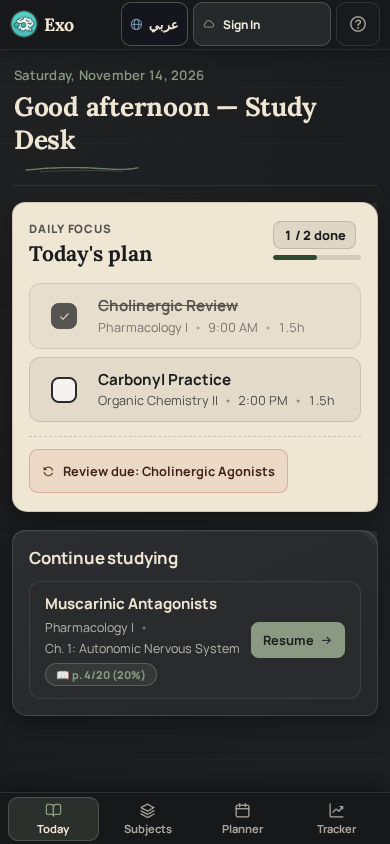 Exo
عربي
Sign In
Saturday, November 14, 2026
Good afternoon — Study
Desk
DAILY FOCUS
Today's plan
1 / 2 done
Cholinergic Review
Pharmacology I • 9:00 AM • 1.5h
Carbonyl Practice
Organic Chemistry II • 2:00 PM • 1.5h
Review due: Cholinergic Agonists
Continue studying
Muscarinic Antagonists
Pharmacology I •
Ch. 1: Autonomic Nervous System
📖 p. 4/20 (20%)
Resume →
Today
Subjects
Planner
Tracker